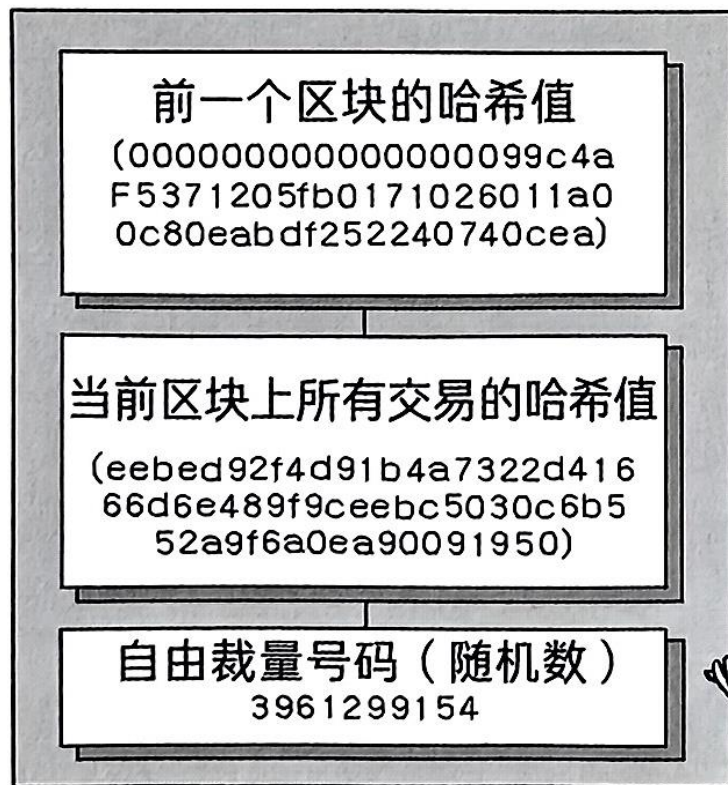 前一个区块的哈希值
(00000000000000000099c4a
F5371205fb0171026011a0
0c80eabdf252240740cea)
当前区块上所有交易的哈希值
(eebed92f4d91b4a7322d416
66d6e489f9ceebc5030c6b5
52a9f6a0ea90091950)
自由裁量号码（随机数）
3961299154